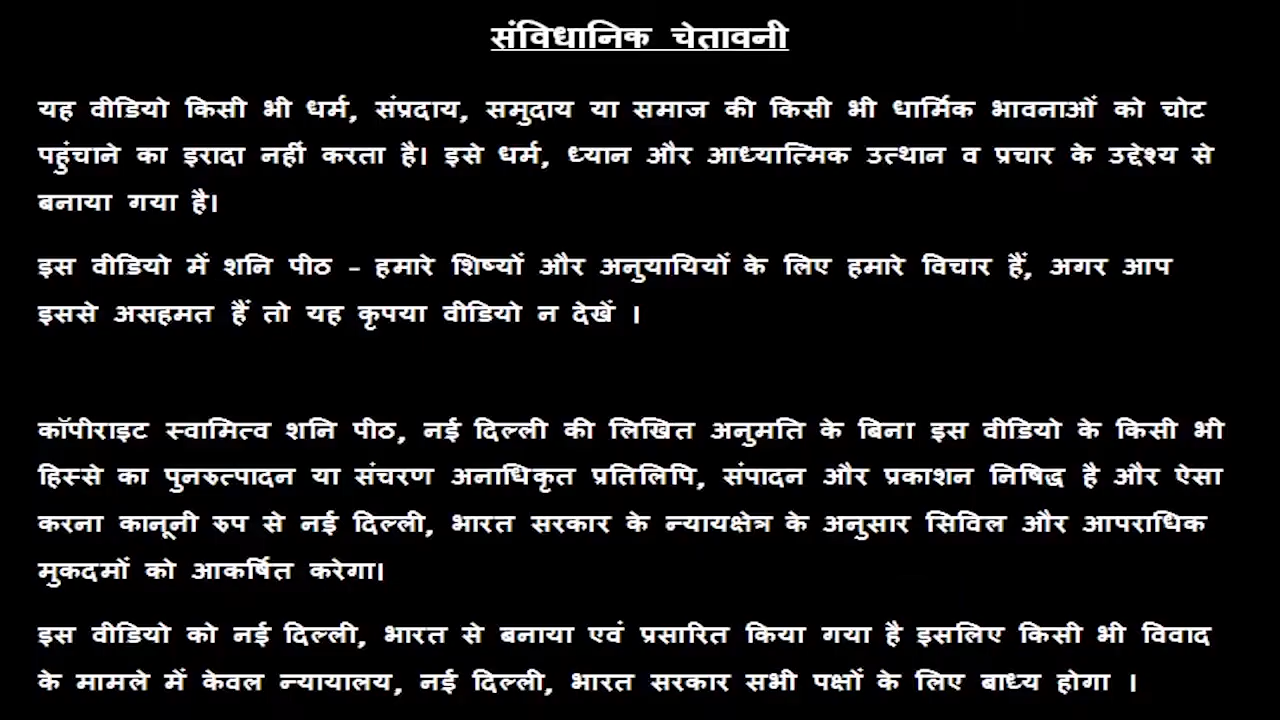 संविधानिक चेतावनी
यह वीडियो किसी भी धर्म, संप्रदाय, समुदाय या समाज की किसी भी धार्मिक भावनाओं को चोट
पहुंचाने का इरादा नहीं करता है। इसे धर्म, ध्यान और आध्यात्मिक उत्थान व प्रचार के उद्देश्य से
बनाया गया है।
इस वीडियो में शनि पीठ – हमारे शिष्यों और अनुयायियों के लिए हमारे विचार हैं, अगर आप
इससे असहमत हैं तो यह कृपया वीडियो न देखें ।
कॉपीराइट स्वामित्व शनि पीठ, नई दिल्ली की लिखित अनुमति के बिना इस वीडियो के किसी भी
हिस्से का पुनरुत्पादन या संचरण अनाधिकृत प्रतिलिपि, संपादन और प्रकाशन निषिद्ध है और ऐसा
करना कानूनी रुप से नई दिल्ली, भारत सरकार के न्यायक्षेत्र के अनुसार सिविल और आपराधिक
मुकदमों को आकर्षित करेगा।
इस वीडियो को नई दिल्ली, भारत से बनाया एवं प्रसारित किया गया है इसलिए किसी भी विवाद
के मामले में केवल न्यायालय, नई दिल्ली, भारत सरकार सभी पक्षों के लिए बाध्य होगा ।